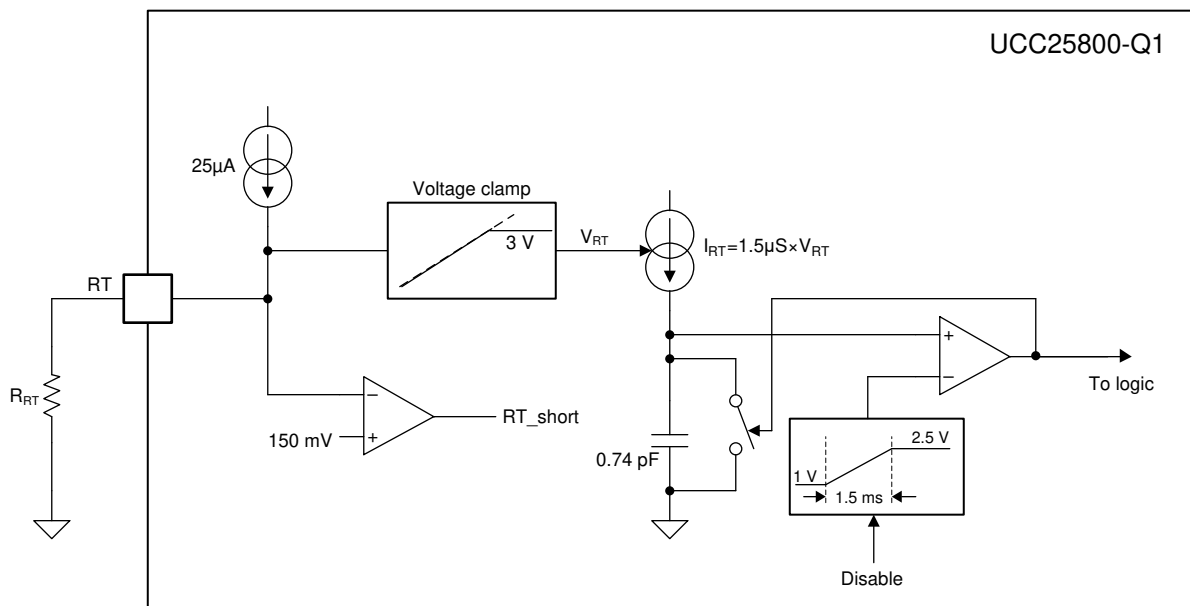 UCC25800-Q1
25µA
Voltage clamp
3 V
V_RT
I_RT=1.5µS×V_RT
RT
R_RT
+
−
To logic
−
150 mV
+
RT_short
0.74 pF
2.5 V
1 V
1.5 ms
Disable